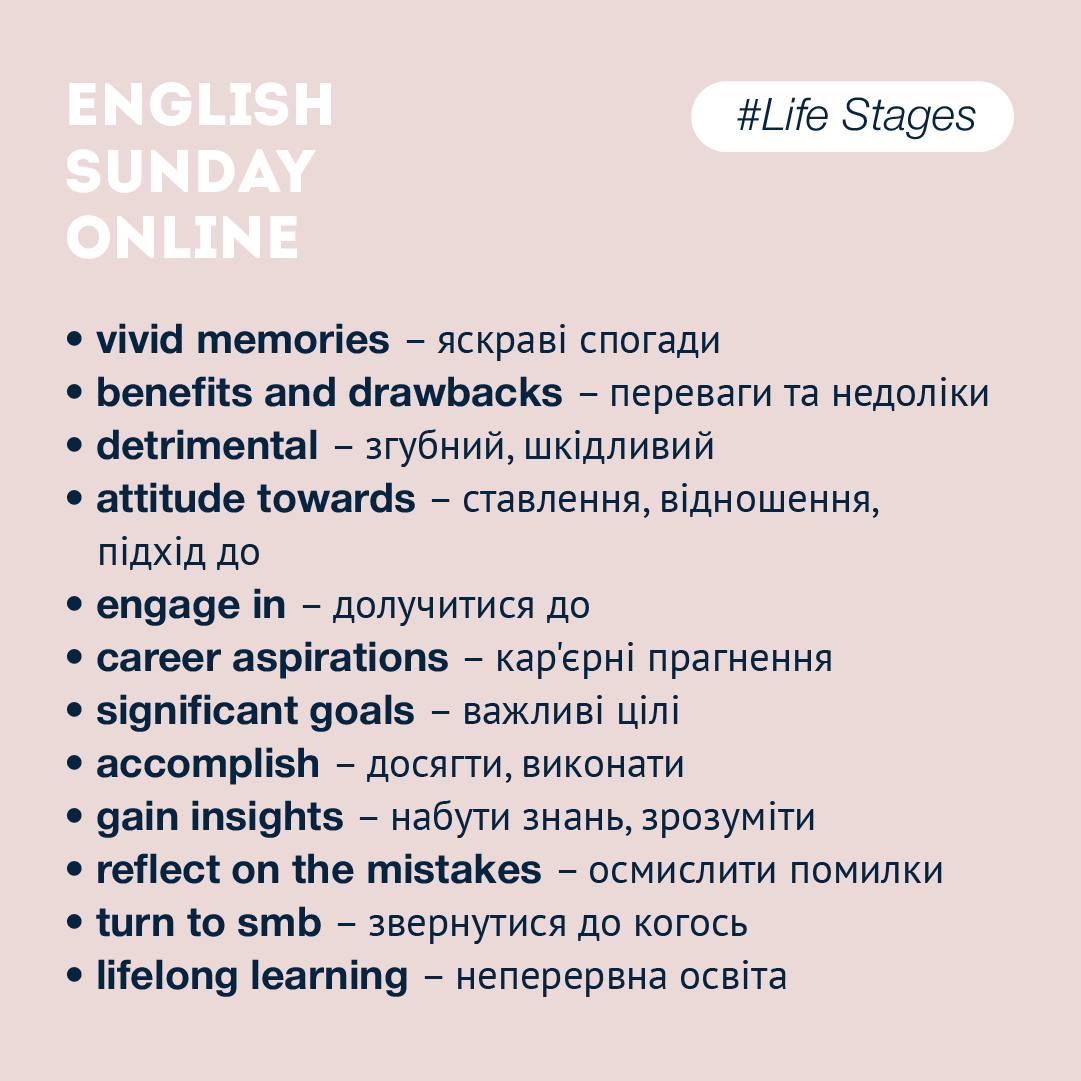 ENGLISH
SUNDAY
ONLINE
#Life Stages
• vivid memories – яскраві спогади
• benefits and drawbacks – переваги та недоліки
• detrimental – згубний, шкідливий
• attitude towards – ставлення, відношення,
підхід до
• engage in – долучитися до
• career aspirations – кар'єрні прагнення
• significant goals – важливі цілі
• accomplish – досягти, виконати
• gain insights – набути знань, зрозуміти
• reflect on the mistakes – осмислити помилки
• turn to smb – звернутися до когось
• lifelong learning – неперервна освіта